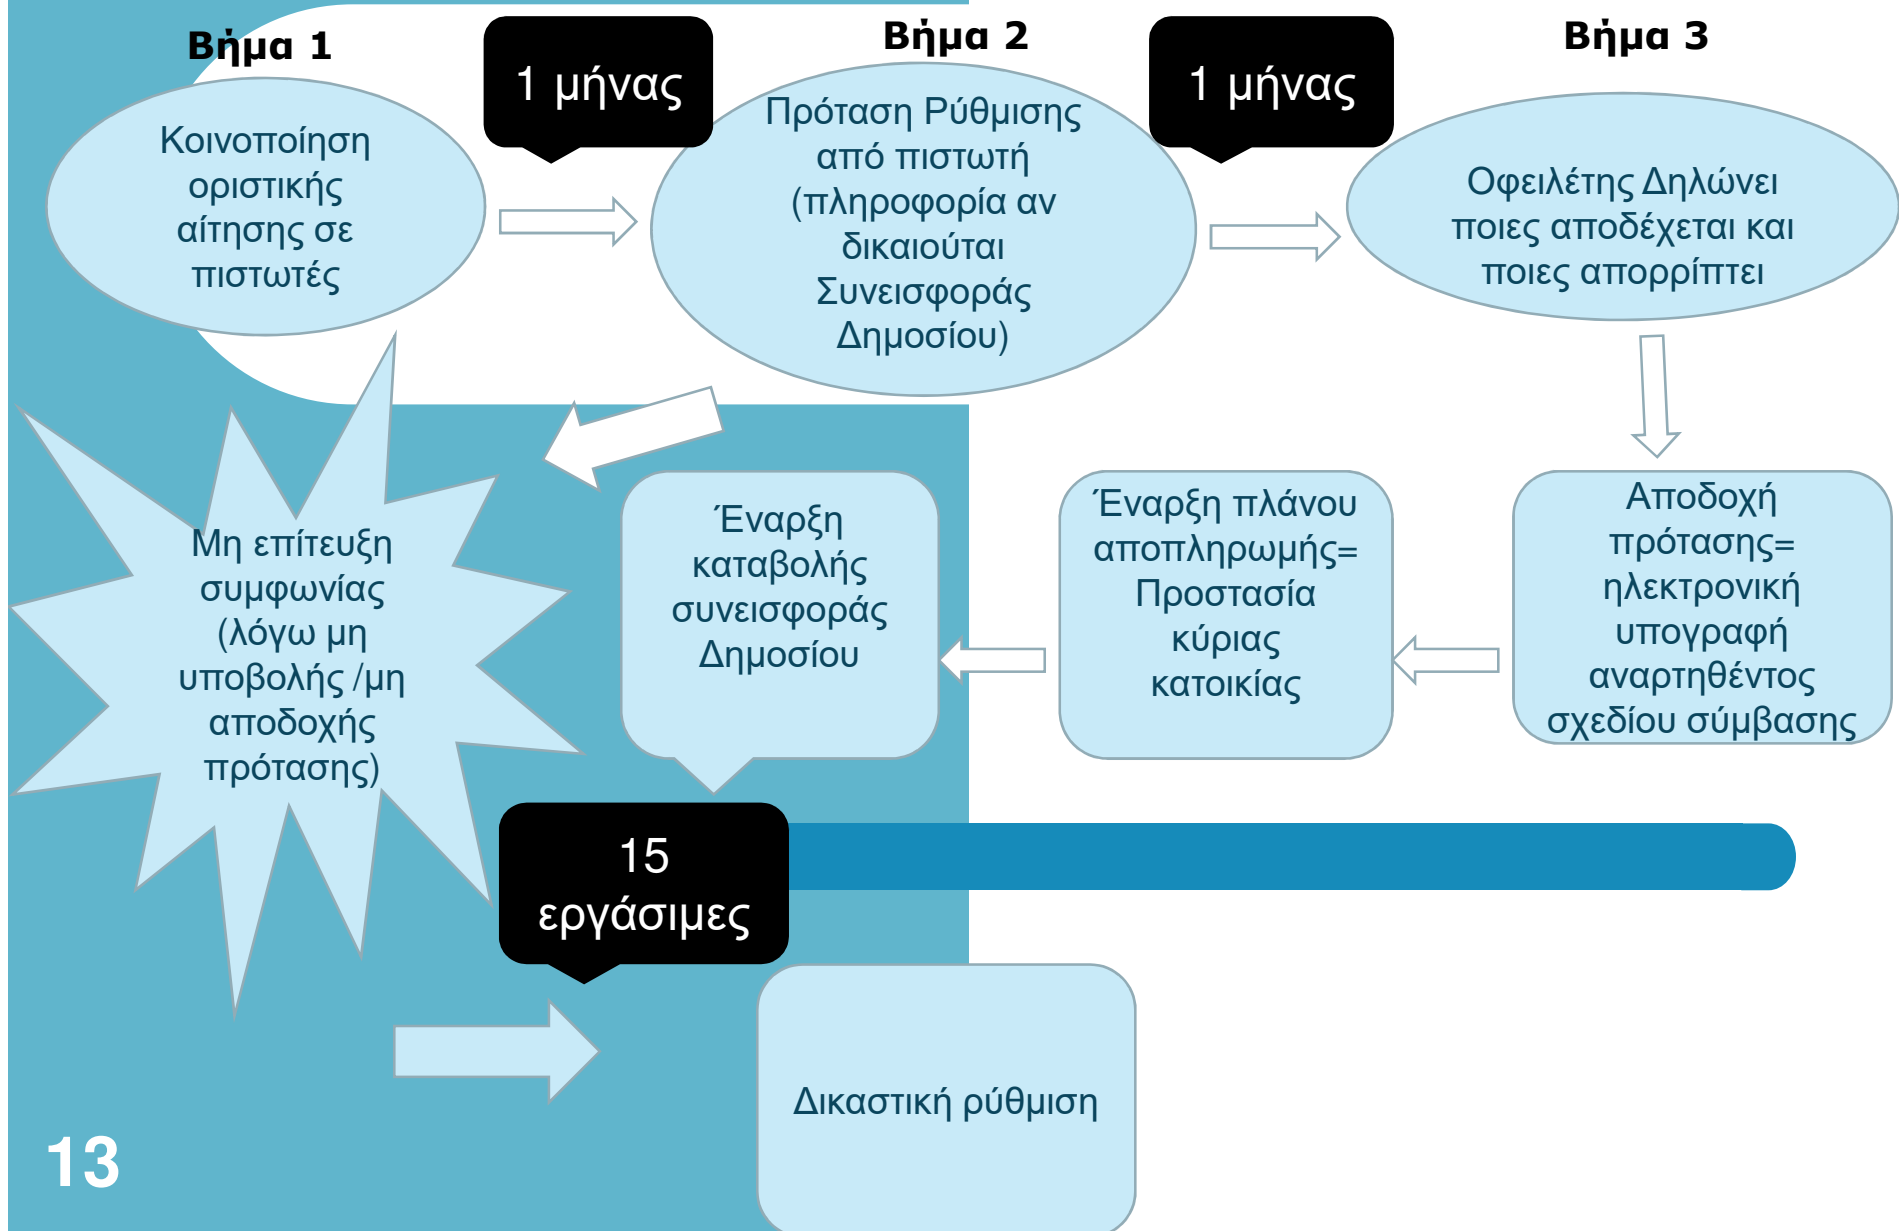 Βήμα 1
1 μήνας
Βήμα 2
1 μήνας
Βήμα 3
Κοινοποίηση
οριστικής
αίτησης σε
πιστωτές
Πρόταση Ρύθμισης
από πιστωτή
(πληροφορία αν
δικαιούται
Συνεισφοράς
Δημοσίου)
Οφειλέτης Δηλώνει
ποιες αποδέχεται και
ποιες απορρίπτει
Μη επίτευξη
συμφωνίας
(λόγω μη
υποβολής /μη
αποδοχής
πρότασης)
Έναρξη
καταβολής
συνεισφοράς
Δημοσίου
Έναρξη πλάνου
αποπληρωμής=
Προστασία
κύριας
κατοικίας
Αποδοχή
πρότασης=
ηλεκτρονική
υπογραφή
αναρτηθέντος
σχεδίου σύμβασης
15
εργάσιμες
Δικαστική ρύθμιση
13